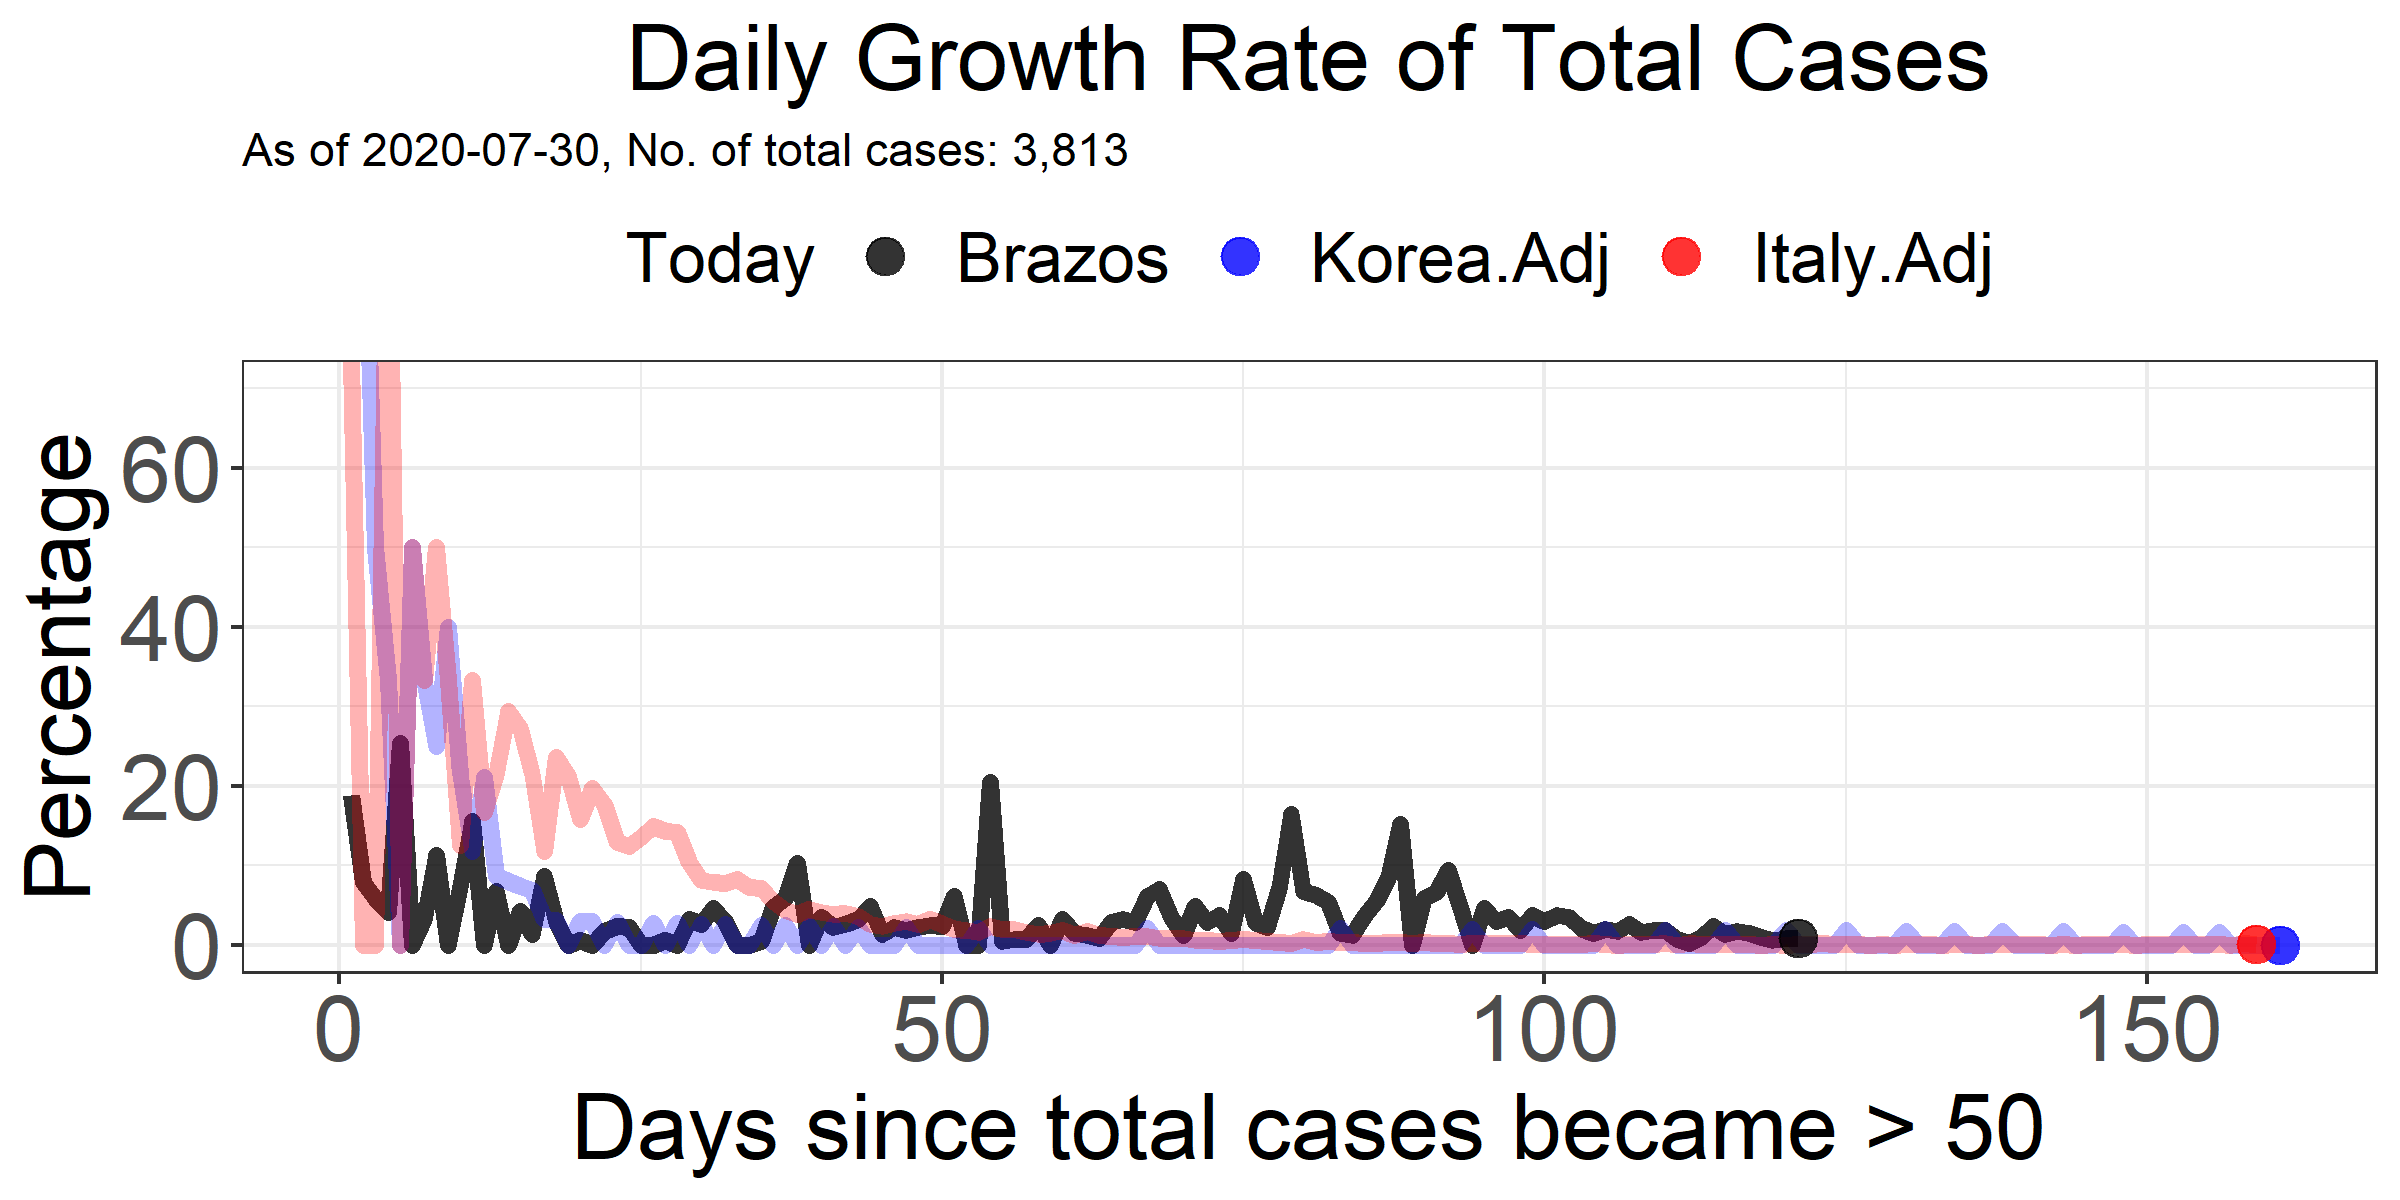 Daily Growth Rate of Total Cases
As of 2020-07-30, No. of total cases: 3,813
Today Brazos Korea.Adj Italy.Adj
Percentage
60
40
20
0
0 50 100 150
Days since total cases became > 50